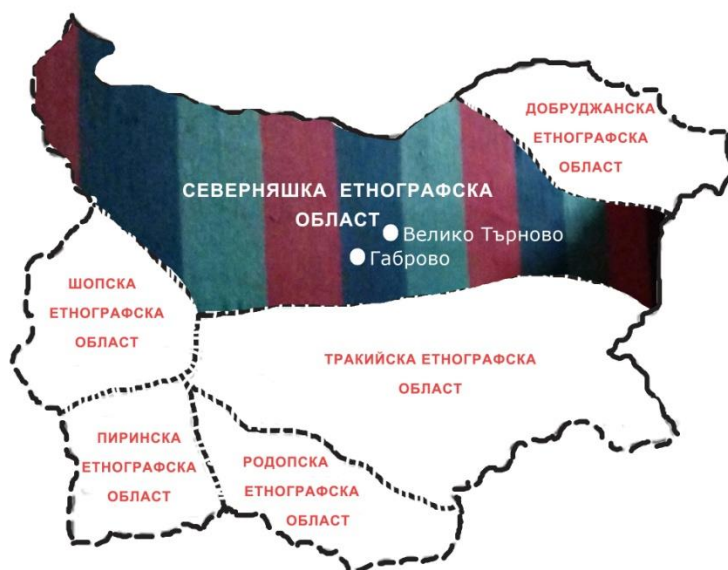 ДОБРУДЖАНСКА
ЕТНОГРАФСКА
ОБЛАСТ
СЕВЕРНЯШКА ЕТНОГРАФСКА
ОБЛАСТ
Велико Търново
Габрово
ШОПСКА
ЕТНОГРАФСКА
ОБЛАСТ
ТРАКИЙСКА ЕТНОГРАФСКА
ОБЛАСТ
ПИРИНСКА
ЕТНОГРАФСКА
ОБЛАСТ
РОДОПСКА
ЕТНОГРАФСКА
ОБЛАСТ